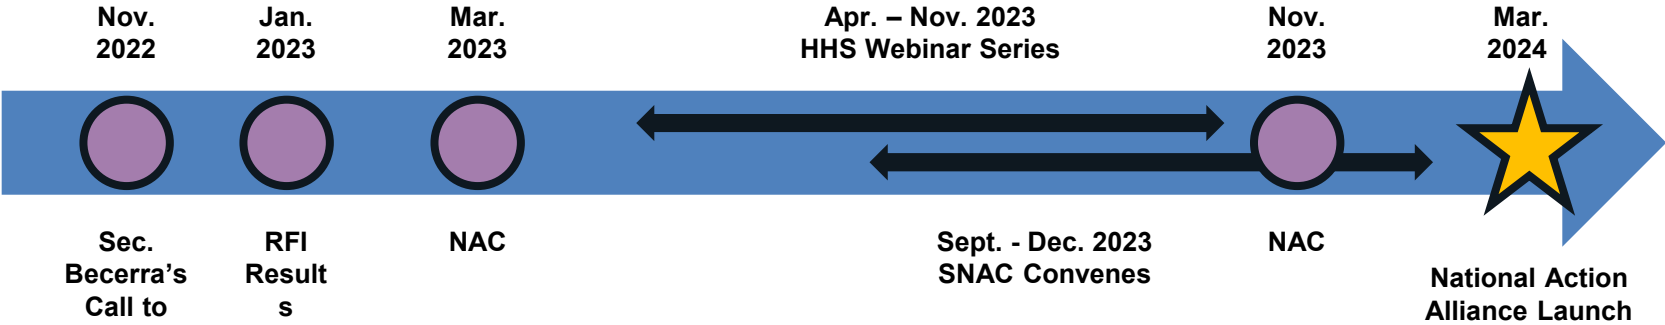 Nov.
2022
Jan.
2023
Mar.
2023
Apr. – Nov. 2023
HHS Webinar Series
Nov.
2023
Mar.
2024
Sec.
Becerra’s
Call to
RFI
Result
s
NAC
Sept. - Dec. 2023
SNAC Convenes
NAC
National Action
Alliance Launch